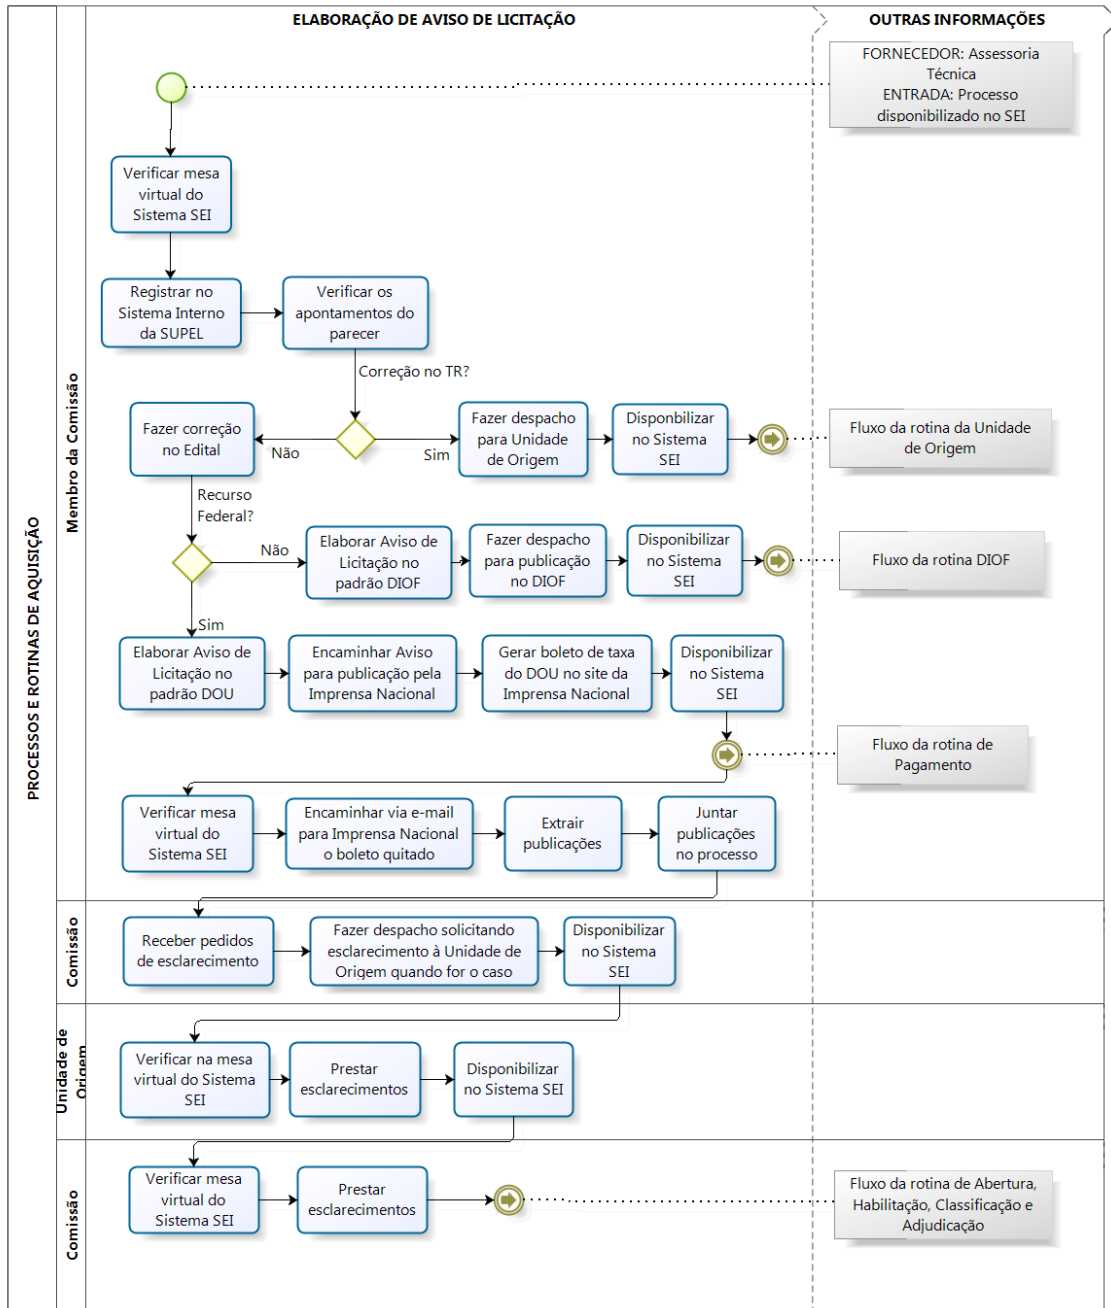 ELABORAÇÃO DE AVISO DE LICITAÇÃO
OUTRAS INFORMAÇÕES
PROCESSOS E ROTINAS DE AQUISIÇÃO
Membro da Comissão
FORNECEDOR: Assessoria
Técnica
ENTRADA: Processo
disponibilizado no SEI
Verificar mesa
virtual do
Sistema SEI
Registrar no
Sistema Interno
da SUPEL
Verificar os
apontamentos do
parecer
Correção no TR?
Fazer correção
no Edital
Não
Sim
Fazer despacho
para Unidade
de Origem
Disponbilizar
no Sistema
SEI
Fluxo da rotina da Unidade
de Origem
Recurso
Federal?
Não
Elaborar Aviso de
Licitação no
padrão DIOF
Fazer despacho
para publicação
no DIOF
Disponibilizar
no Sistema
SEI
Fluxo da rotina DIOF
Sim
Elaborar Aviso de
Licitação no
padrão DOU
Encaminhar Aviso
para publicação pela
Imprensa Nacional
Gerar boleto de taxa
do DOU no site da
Imprensa Nacional
Disponibilizar
no Sistema
SEI
Fluxo da rotina de
Pagamento
Verificar mesa
virtual do
Sistema SEI
Encaminhar via e-mail
para Imprensa Nacional
o boleto quitado
Extrair
publicações
Juntar
publicações
no processo
Comissão
Receber pedidos
de esclarecimento
Fazer despacho solicitando
esclarecimento à Unidade de
Origem quando for o caso
Disponibilizar
no Sistema
SEI
Unidade de
Origem
Verificar na mesa
virtual do Sistema
SEI
Prestar
esclarecimentos
Disponibilizar
no Sistema SEI
Comissão
Verificar mesa
virtual do
Sistema SEI
Prestar
esclarecimentos
Fluxo da rotina de Abertura,
Habilitação, Classificação e
Adjudicação